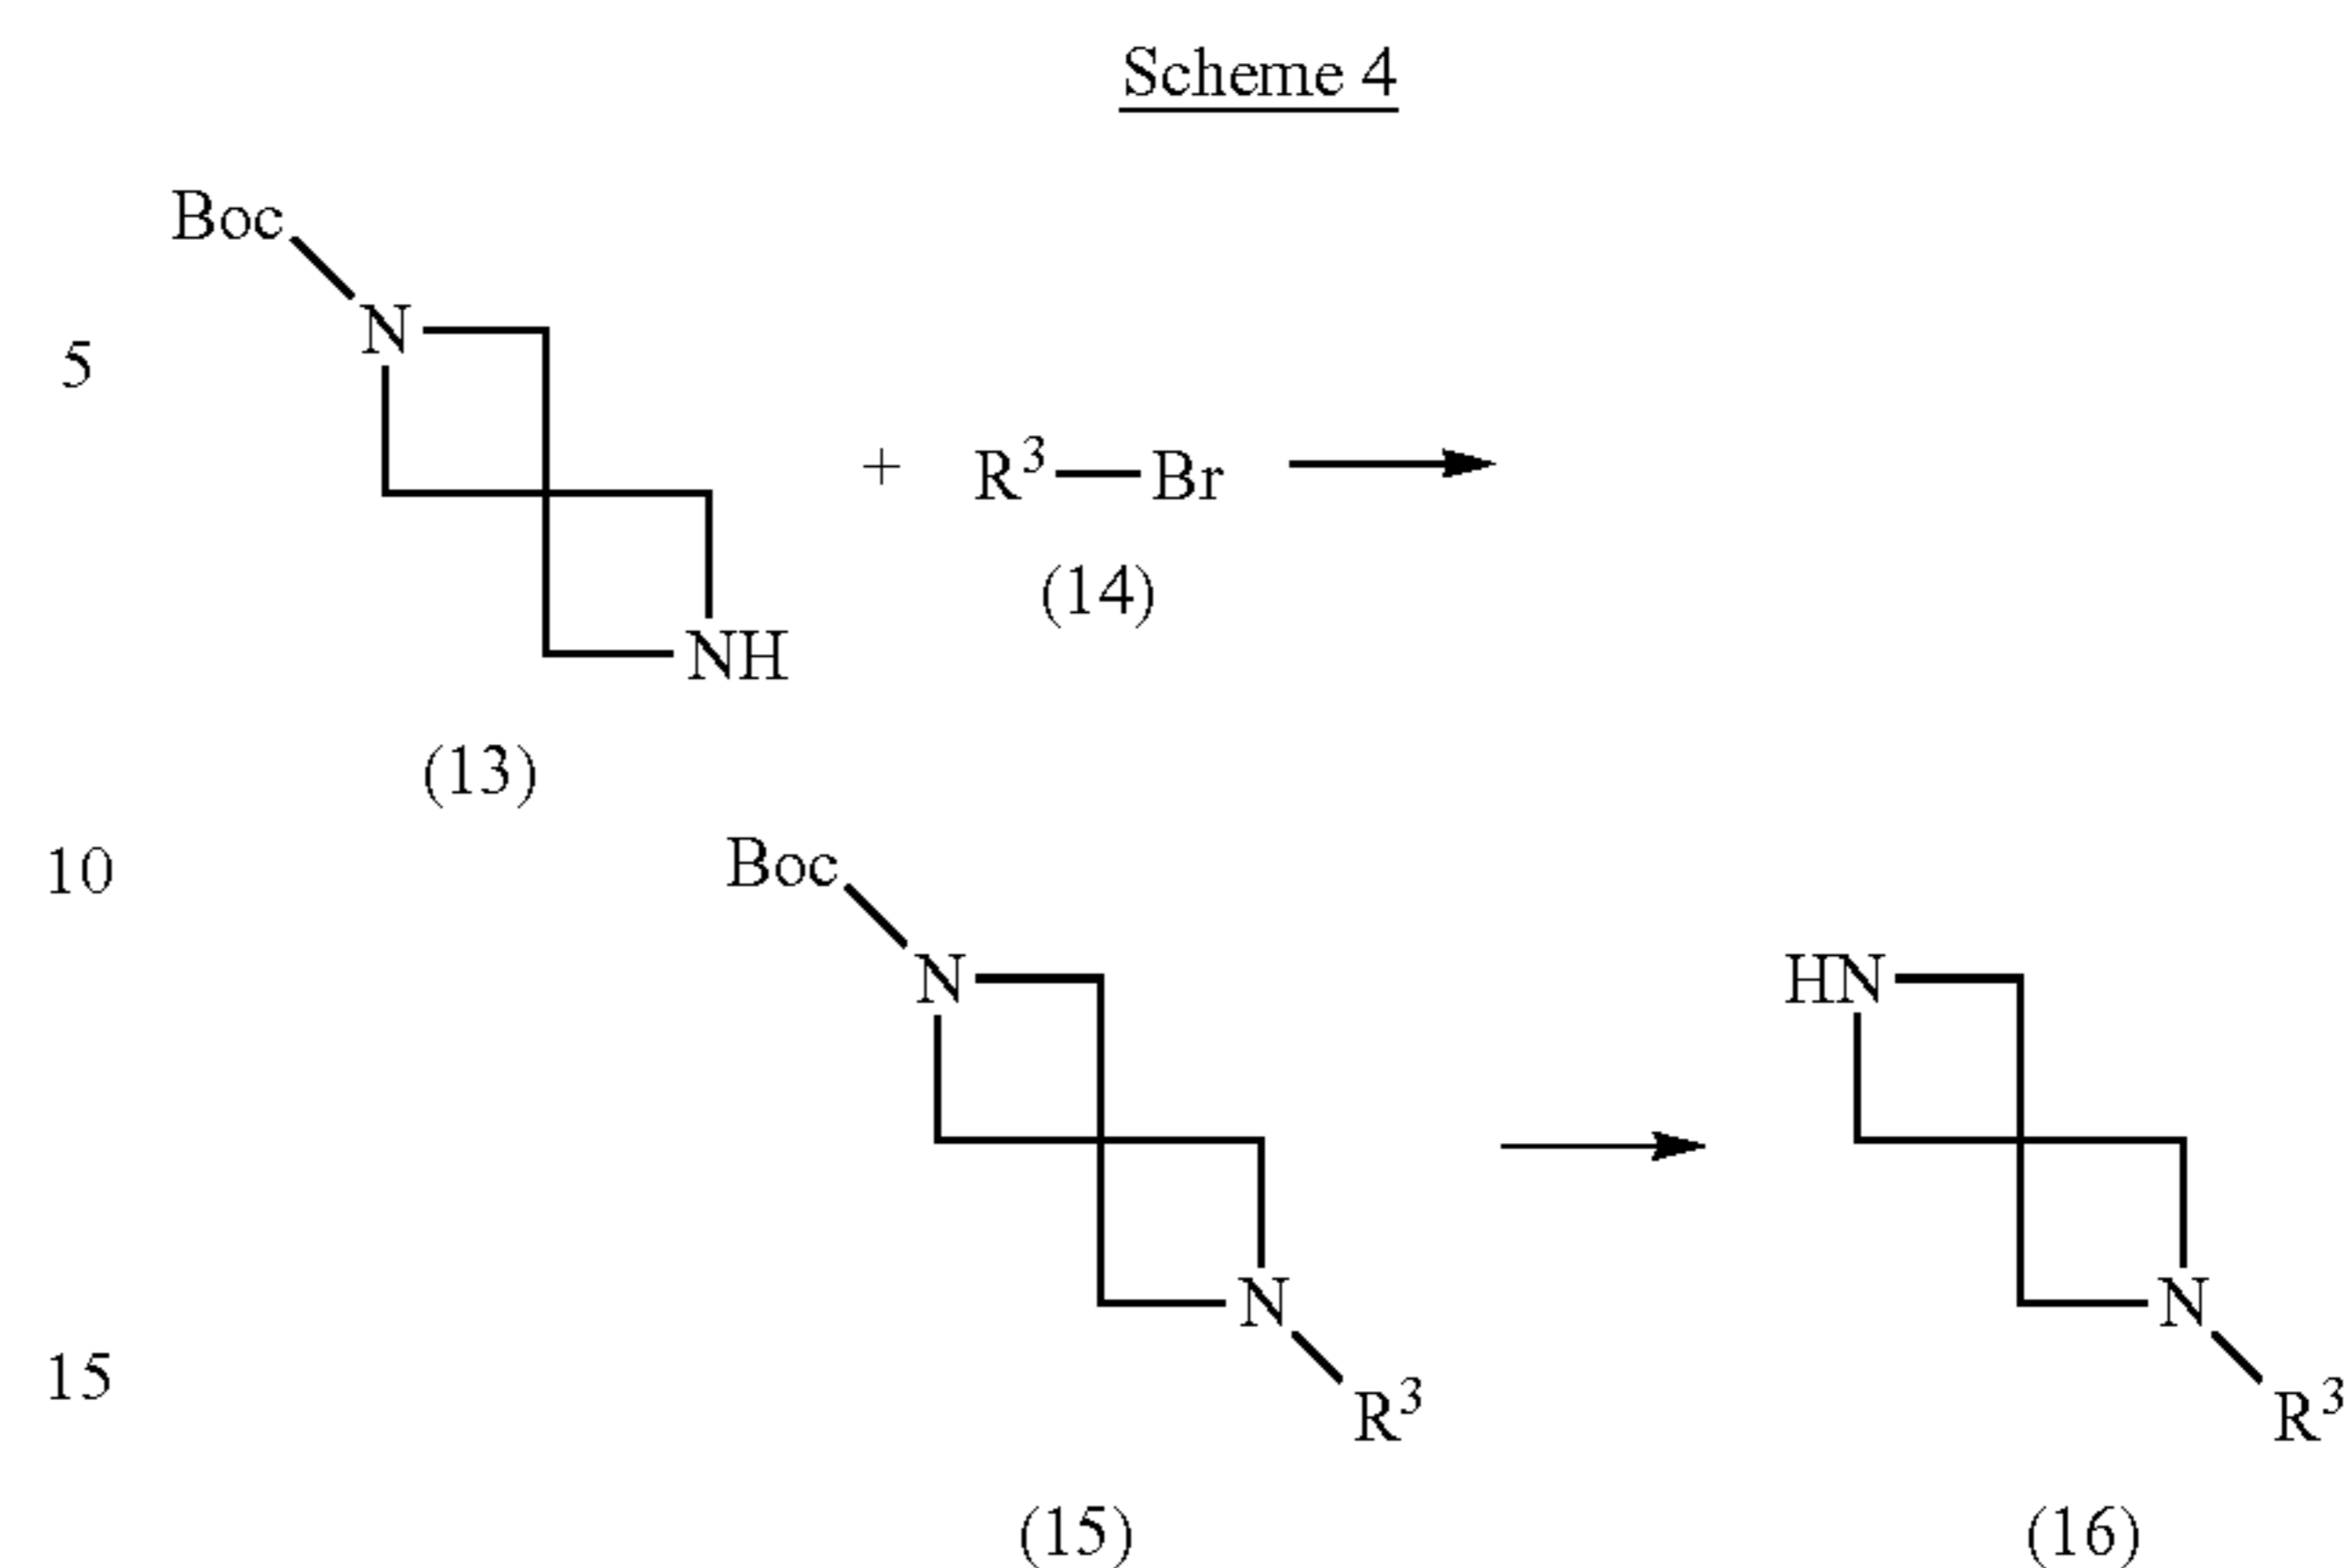 Scheme 4
Boc
N
5
+ R³—Br
(14)
NH
(13)
10
Boc
N
HN
N
N
15
R³
R³
(15)
(16)